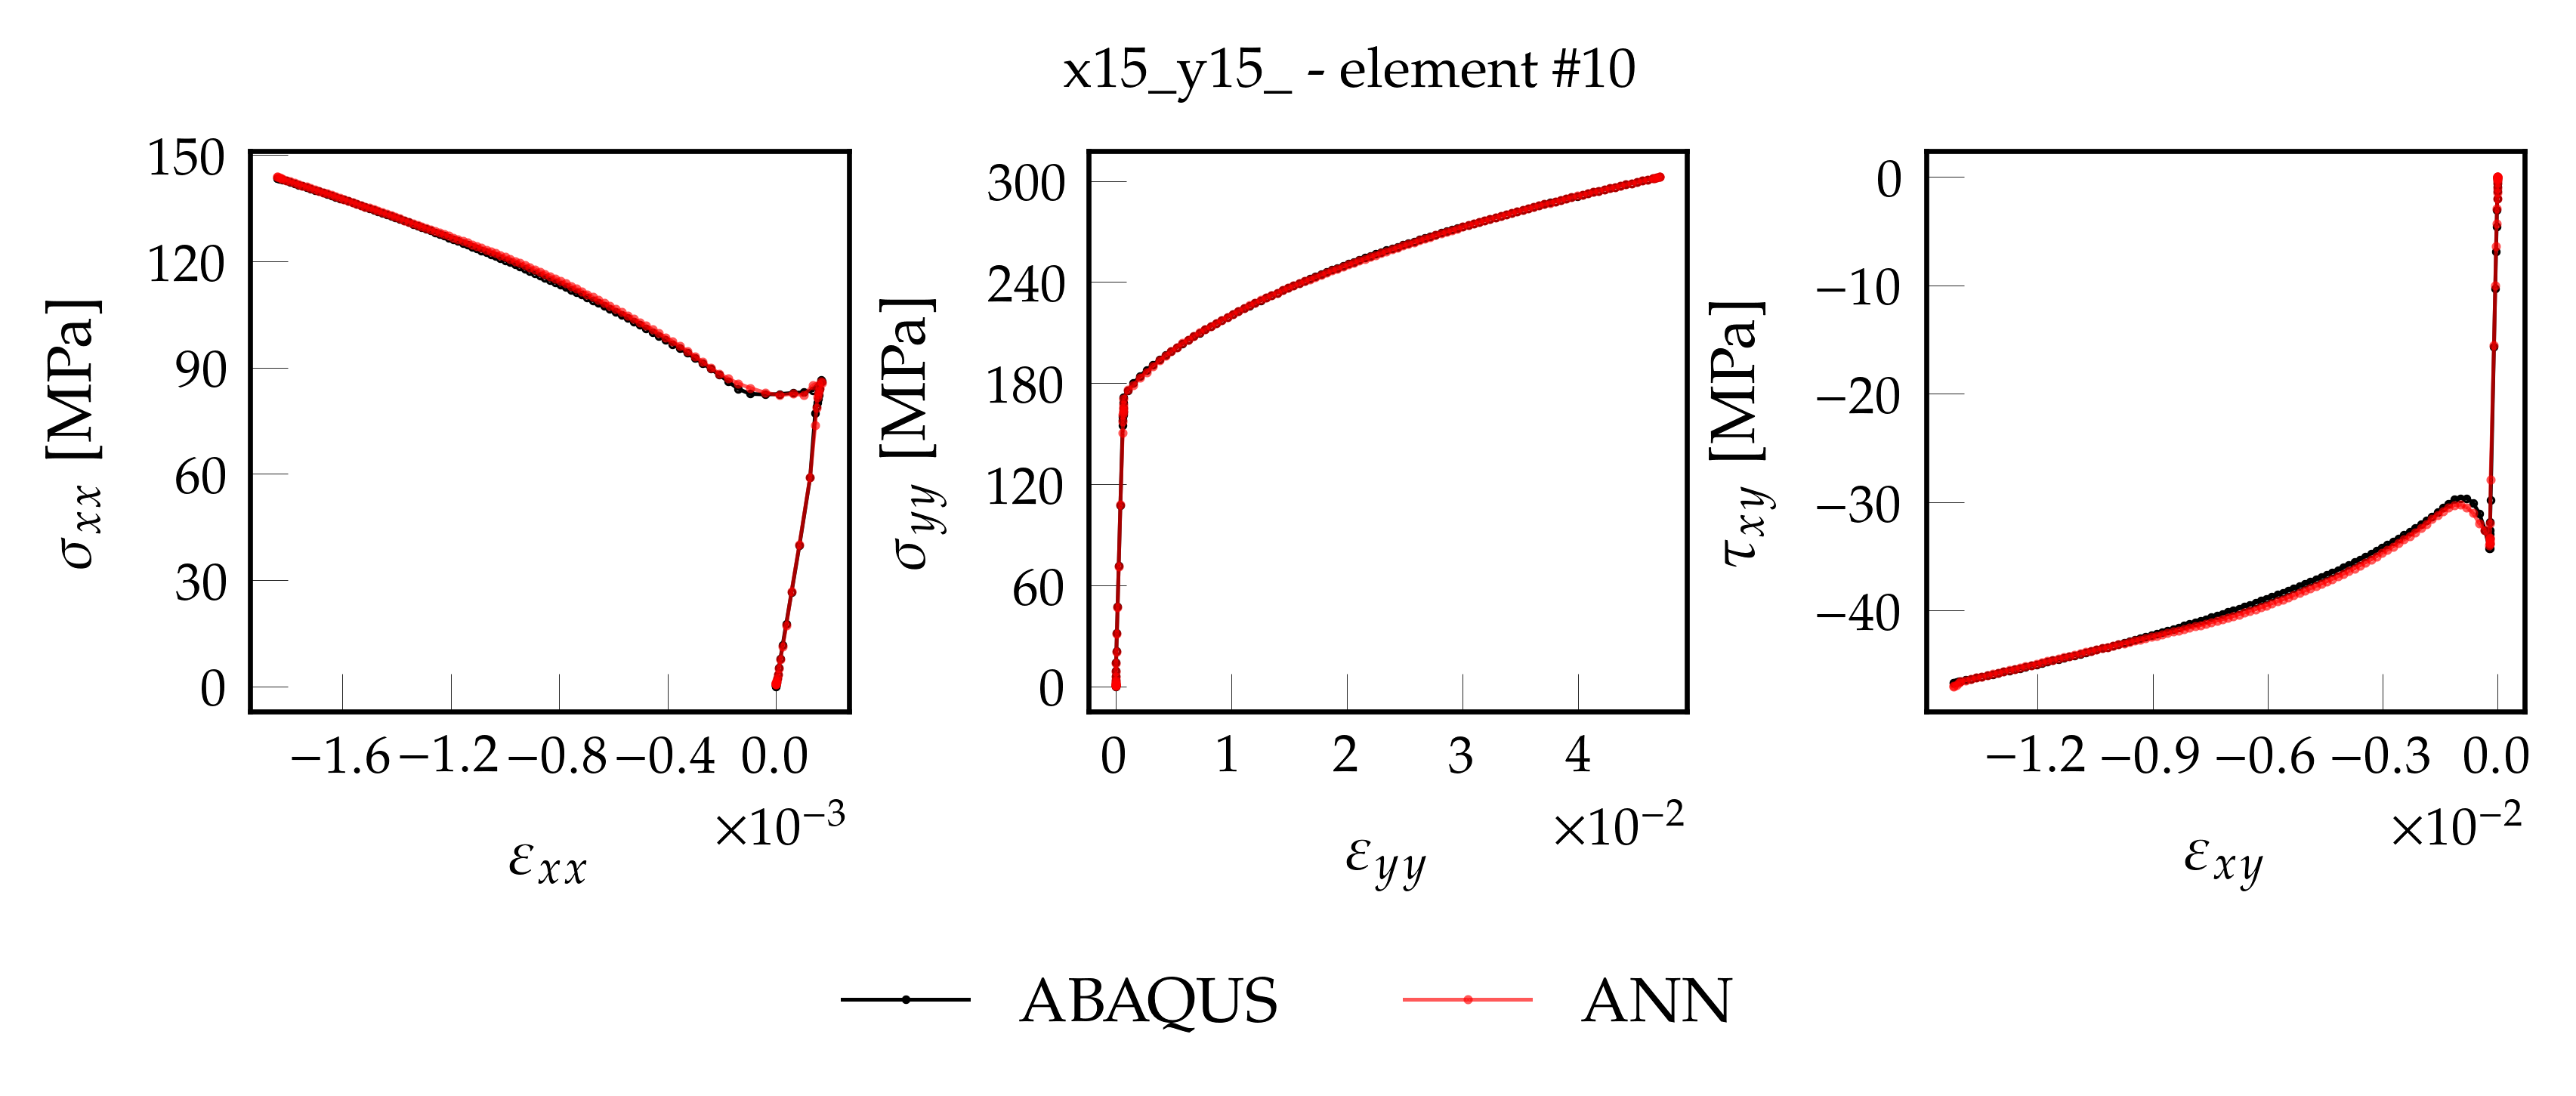 x15_y15_ - element #10
150
120
90
60
30
0
σxx [MPa]
−1.6 −1.2 −0.8 −0.4 0.0
×10−3
εxx
300
240
180
120
60
0
σyy [MPa]
0 1 2 3 4
×10−2
εyy
0
−10
−20
−30
−40
τxy [MPa]
−1.2 −0.9 −0.6 −0.3 0.0
×10−2
εxy
ABAQUS ANN